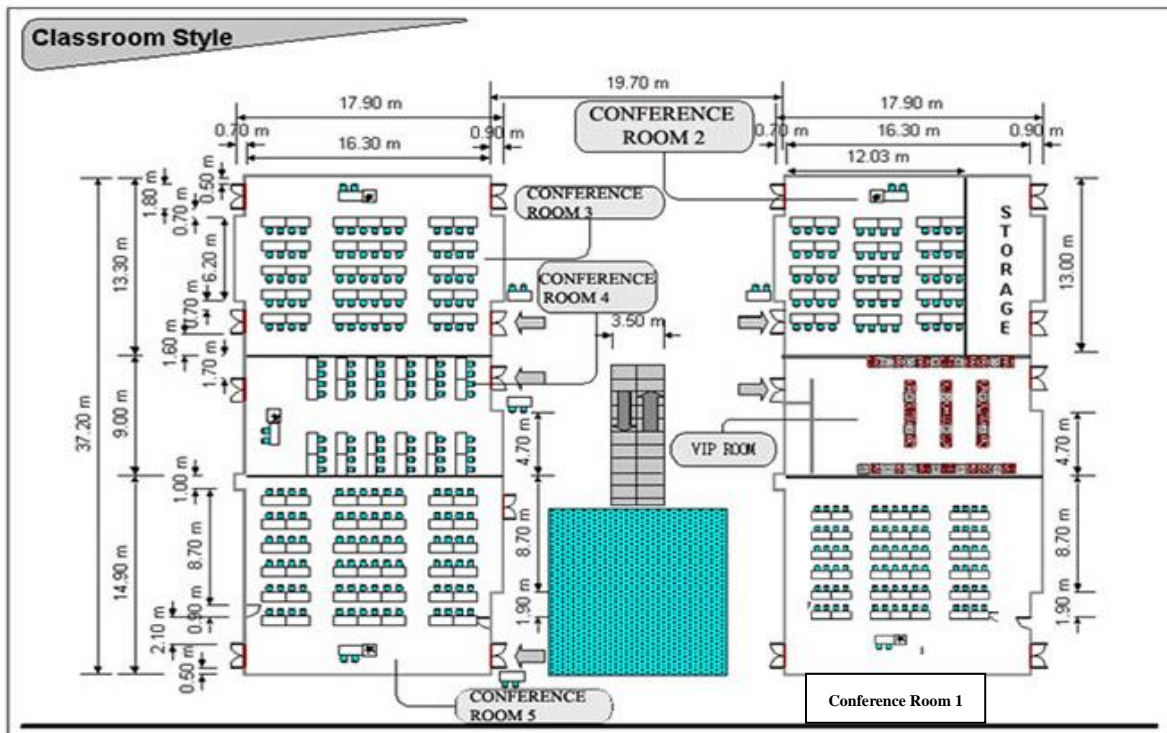 Classroom Style
19.70 m
17.90 m
17.90 m
0.70 m
0.90 m
0.70 m
0.90 m
16.30 m
16.30 m
12.03 m
CONFERENCE
ROOM 2
CONFERENCE
ROOM 3
CONFERENCE
ROOM 4
STORAGE
0.50 m
1.80 m
0.70 m
6.20 m
0.70 m
13.30 m
1.60 m
1.70 m
37.20 m
9.00 m
3.50 m
13.00 m
VIP ROOM
4.70 m
4.70 m
1.00 m
8.70 m
14.90 m
0.90 m
2.10 m
0.50 m
8.70 m
1.90 m
8.70 m
1.90 m
CONFERENCE
ROOM 5
Conference Room 1